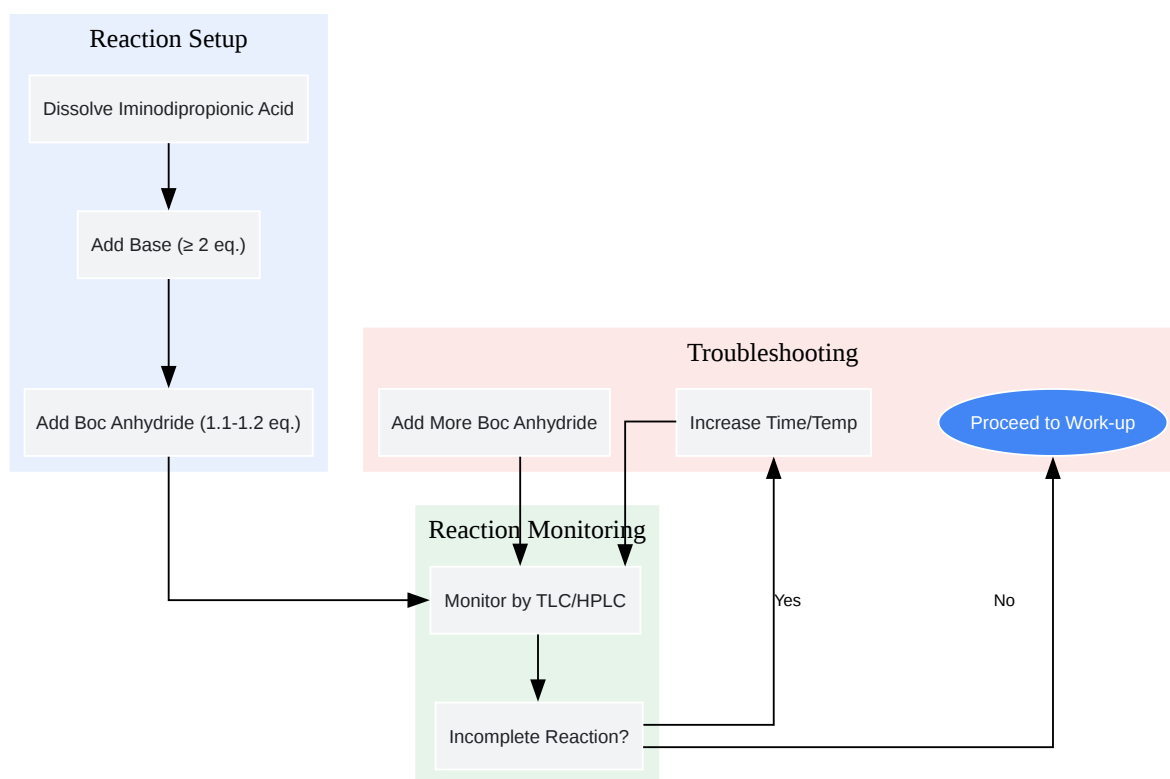 Reaction Setup
Dissolve Iminodipropionic Acid
Add Base (≥ 2 eq.)
Add Boc Anhydride (1.1-1.2 eq.)
Troubleshooting
Add More Boc Anhydride
Increase Time/Temp
Proceed to Work-up
Reaction Monitoring
Monitor by TLC/HPLC
Yes
No
Incomplete Reaction?